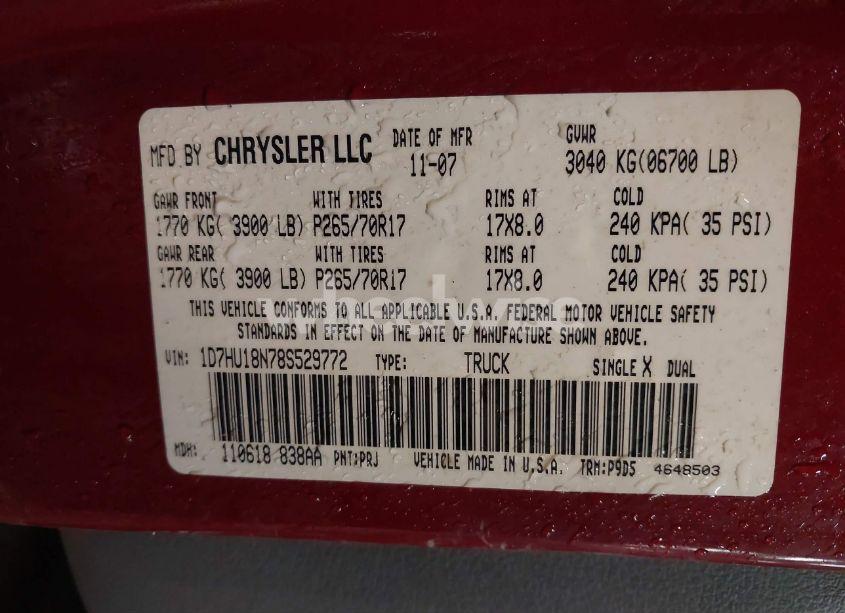 MFD BY CHRYSLER LLC DATE OF MFR 11-07 GVWR 3040 KG(06700 LB)
GAWR FRONT WITH TIRES RIMS AT COLD
1770 KG( 3900 LB) P265/70R17 17X8.0 240 KPA( 35 PSI)
GAWR REAR WITH TIRES RIMS AT COLD
1770 KG( 3900 LB) P265/70R17 17X8.0 240 KPA( 35 PSI)
THIS VEHICLE CONFORMS TO ALL APPLICABLE U.S.A. FEDERAL MOTOR VEHICLE SAFETY
STANDARDS IN EFFECT ON THE DATE OF MANUFACTURE SHOWN ABOVE.
VIN: 1D7HU18N78S529772 TYPE: TRUCK SINGLE X DUAL
MDH: 110618 838AA PNT:PRJ VEHICLE MADE IN U.S.A. TRM:P9D5 4648503